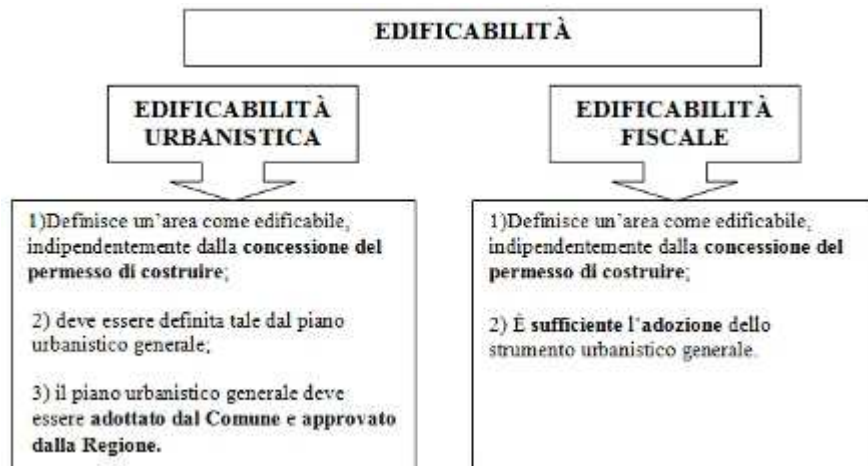 EDIFICABILITÀ
EDIFICABILITÀ
URBANISTICA
1)Definisce un'area come edificabile,
indipendentemente dalla concessione del
permesso di costruire;
2) deve essere definita tale dal piano
urbanistico generale;
3) il piano urbanistico generale deve
essere adottato dal Comune e approvato
dalla Regione.
EDIFICABILITÀ
FISCALE
1)Definisce un'area come edificabile,
indipendentemente dalla concessione del
permesso di costruire;
2) È sufficiente l'adozione dello
strumento urbanistico generale.